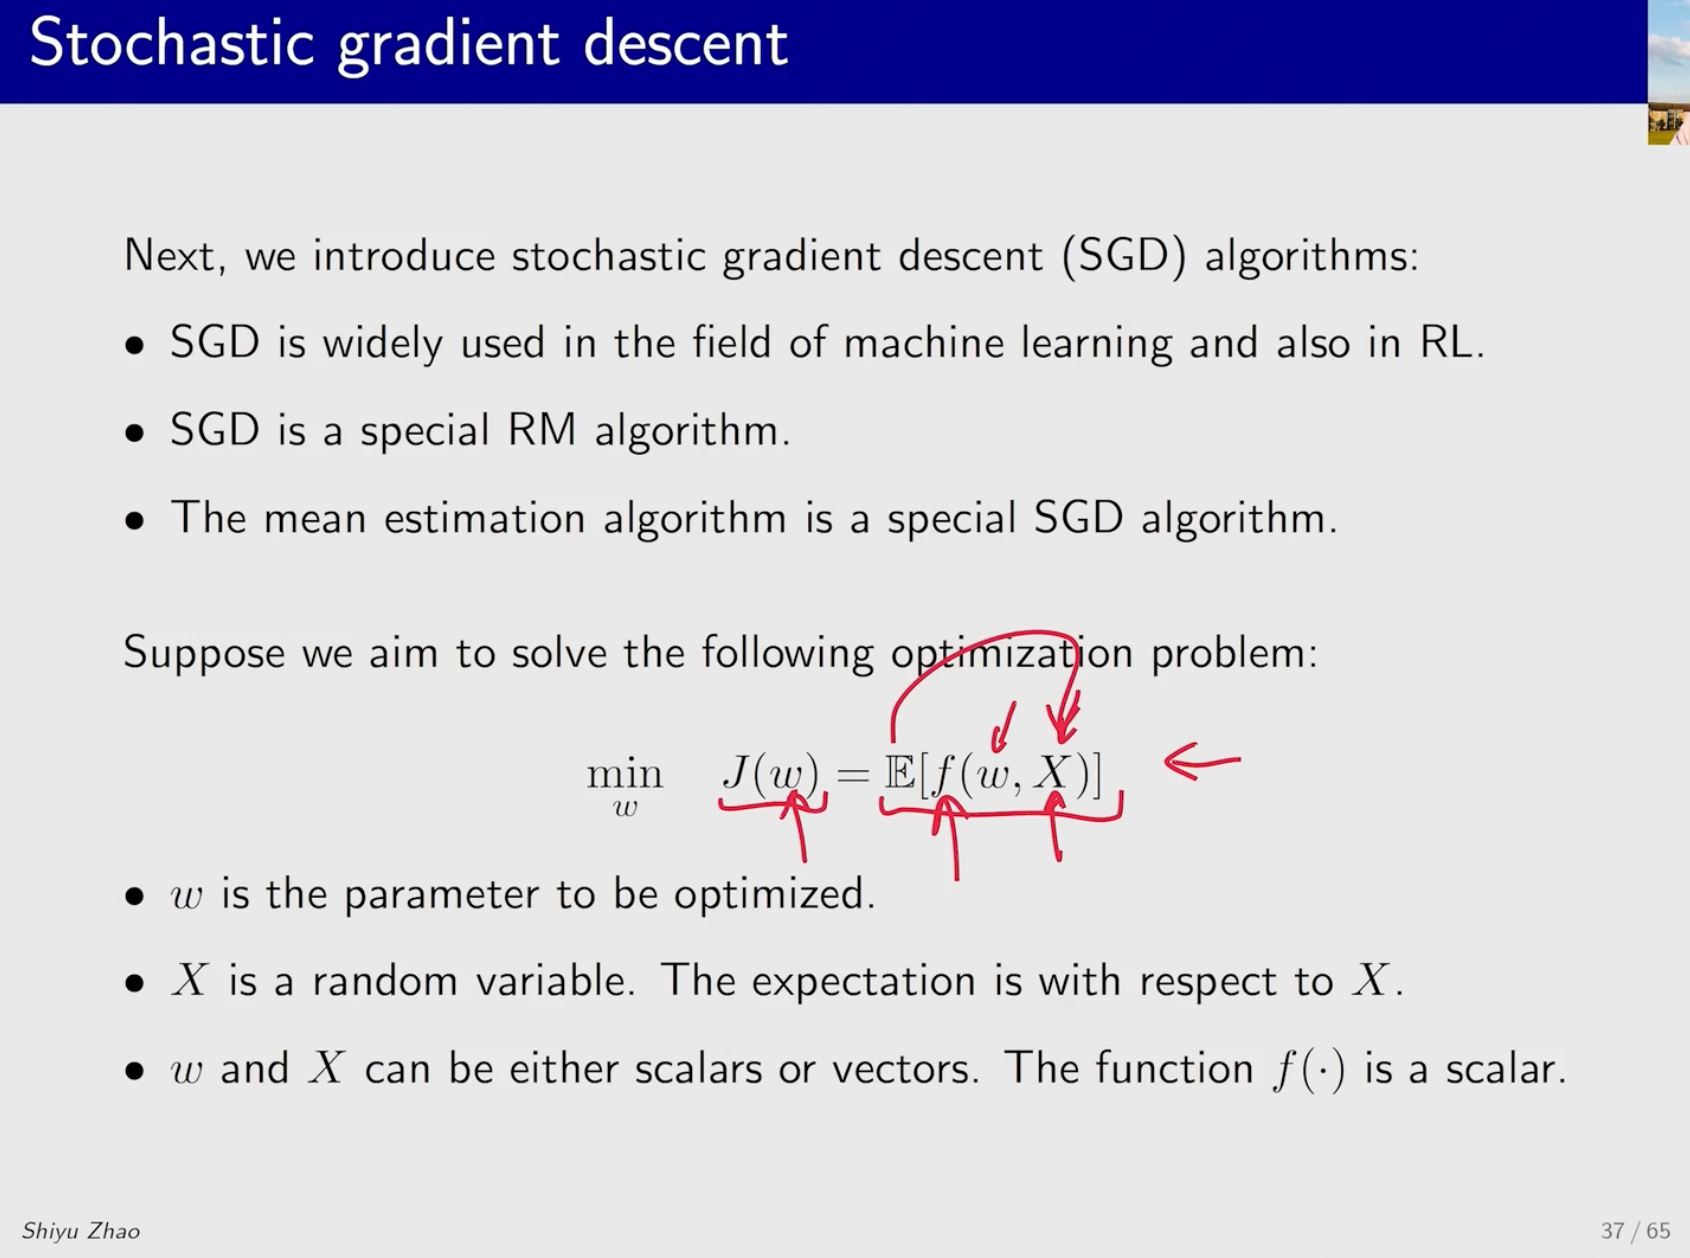 Stochastic gradient descent
Next, we introduce stochastic gradient descent (SGD) algorithms:
• SGD is widely used in the field of machine learning and also in RL.
• SGD is a special RM algorithm.
• The mean estimation algorithm is a special SGD algorithm.
Suppose we aim to solve the following optimization problem:
min J(w) = 𝔼[f(w, X)]
w
• w is the parameter to be optimized.
• X is a random variable. The expectation is with respect to X.
• w and X can be either scalars or vectors. The function f(·) is a scalar.
Shiyu Zhao 37 / 65